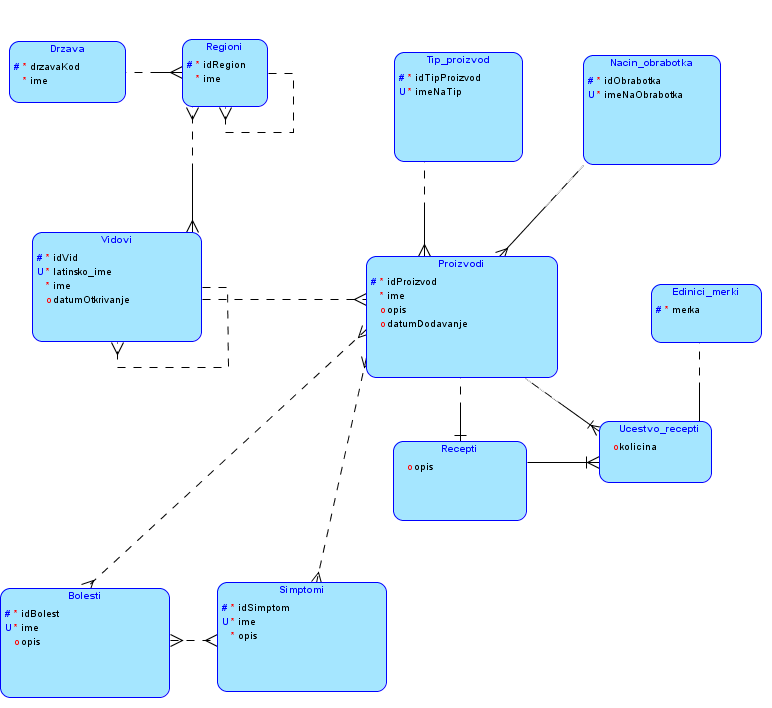 Drzava
# * drzavaKod
* ime
Regioni
# * idRegion
* ime
Tip_proizvod
# * idTipProizvod
U * imeNaTip
Nacin_obrabotka
# * idObrabotka
U * imeNaObrabotka
Vidovi
# * idVid
U * latinsko_ime
* ime
o datumOtkrivanje
Proizvodi
# * idProizvod
* ime
o opis
o datumDodavanje
Edinici_merki
# * merka
Recepti
o opis
Ucestvo_recepti
o kolicina
Bolesti
# * idBolest
U * ime
o opis
Simptomi
# * idSimptom
U * ime
* opis